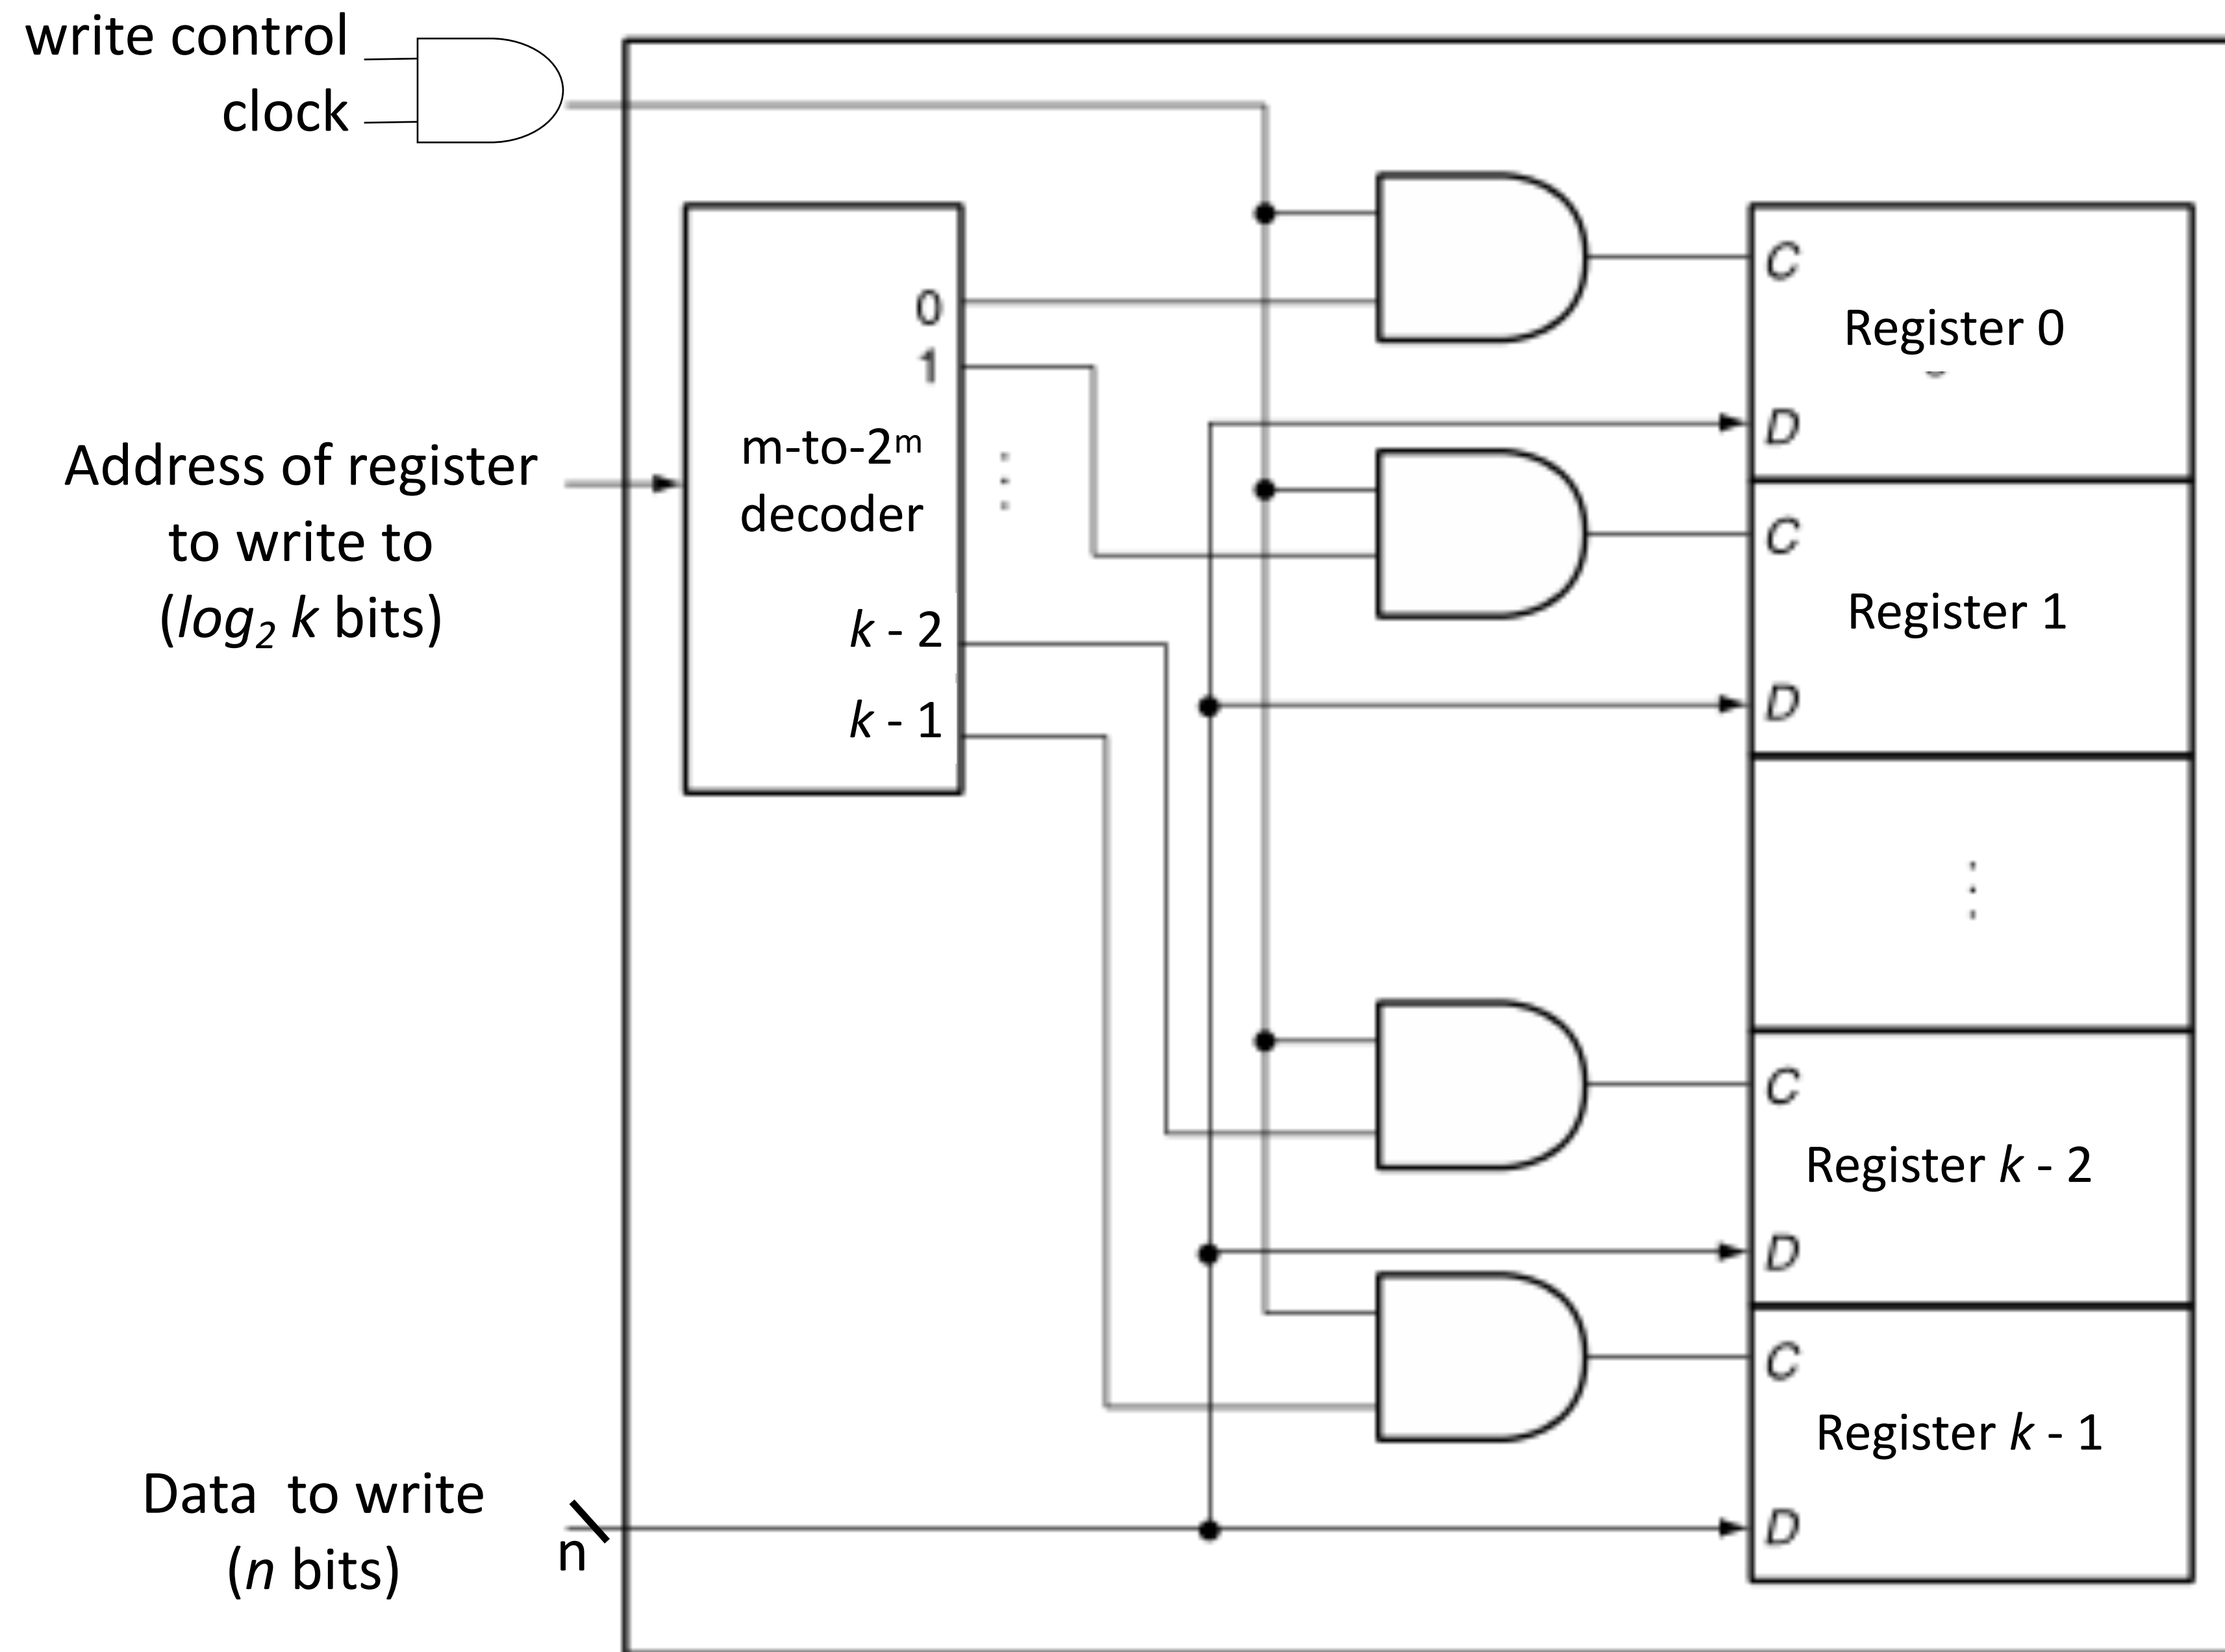 write control
clock
0
1
m-to-2ᵐ
decoder
k - 2
k - 1
Address of register
to write to
(log₂ k bits)
Data to write
(n bits)
n
C
Register 0
D
C
Register 1
D
C
Register k - 2
D
C
Register k - 1
D